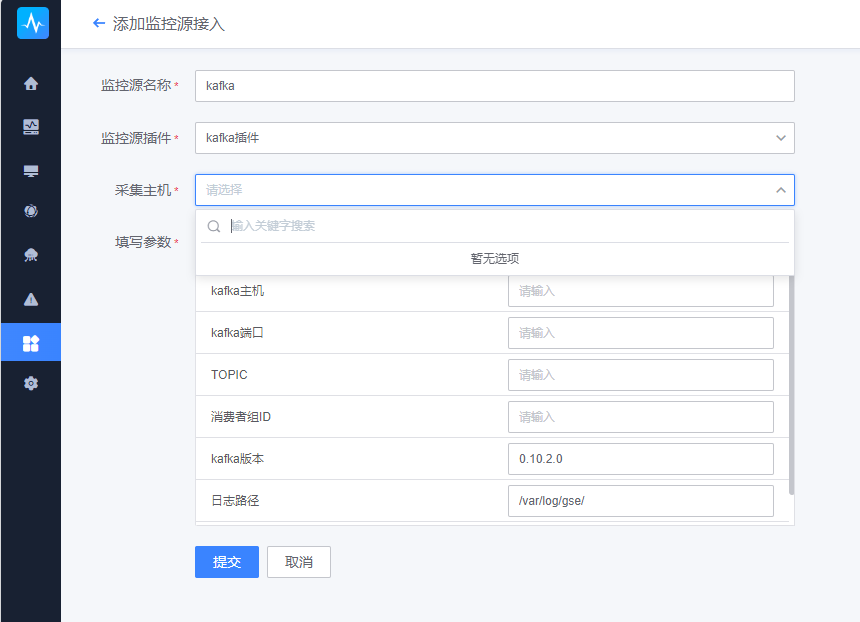 添加监控源接入
监控源名称 * kafka
监控源插件 * kafka插件
采集主机 * 请选择
输入关键字搜索
填写参数 *
暂无选项
kafka主机 请输入
kafka端口 请输入
TOPIC 请输入
消费者组ID 请输入
kafka版本 0.10.2.0
日志路径 /var/log/gse/
提交 取消